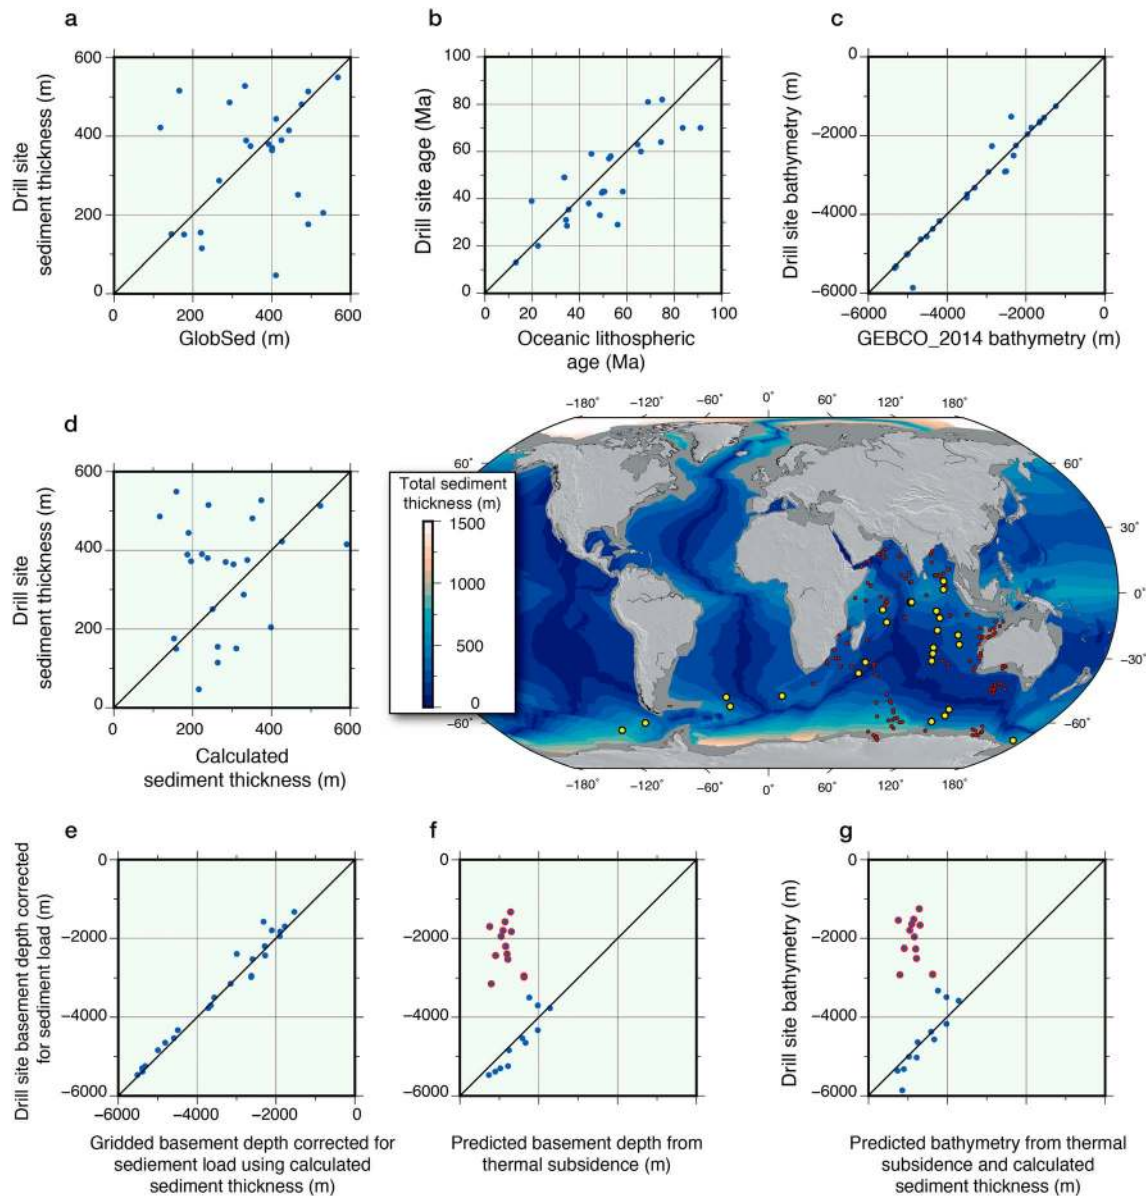 a
b
c
600
400
200
0
Drill site
sediment thickness (m)
0
200
400
600
GlobSed (m)
100
80
60
40
20
0
Drill site age (Ma)
0
20
40
60
80
100
Oceanic lithospheric
age (Ma)
0
−2000
−4000
−6000
Drill site bathymetry (m)
−6000
−4000
−2000
0
GEBCO_2014 bathymetry (m)
d
600
400
200
0
Drill site
sediment thickness (m)
0
200
400
600
Calculated
sediment thickness (m)
−180˚
−120˚
−60˚
0˚
60˚
120˚
180˚
60˚
60˚
0˚
−30˚
−60˚
−60˚
−180˚
−120˚
−60˚
0˚
60˚
120˚
180˚
Total sediment
thickness (m)
1500
1000
500
0
e
f
g
0
−2000
−4000
−6000
Drill site basement depth corrected
for sediment load (m)
−6000
−4000
−2000
0
Gridded basement depth corrected for
sediement load using calculated
sediment thickness (m)
0
−2000
−4000
−6000
Predicted basement depth from
thermal subsidence (m)
0
−2000
−4000
−6000
Drill site bathymetry (m)
Predicted bathymetry from thermal
subsidence and calculated
sediment thickness (m)